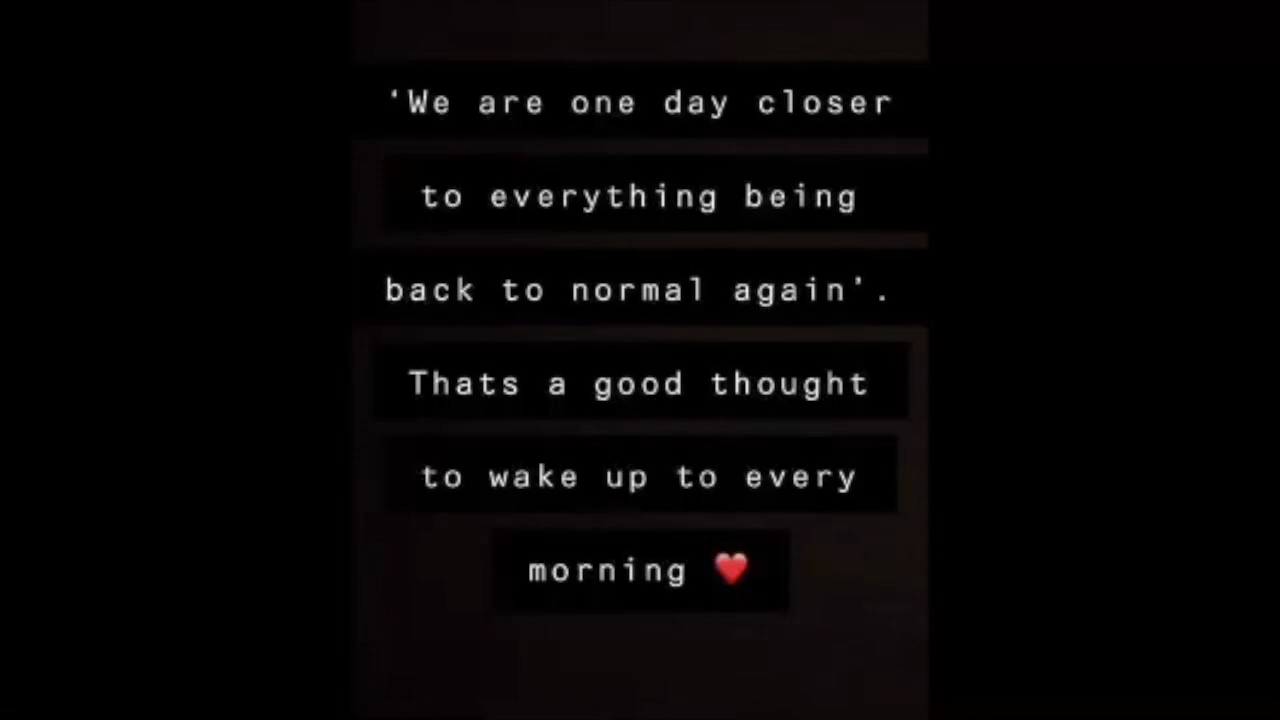 ‘We are one day closer
to everything being
back to normal again’.
Thats a good thought
to wake up to every
morning ❤️